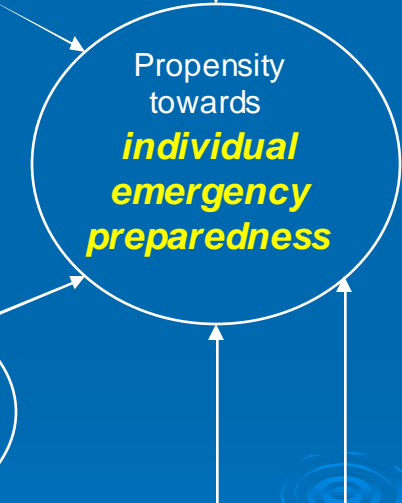 Propensity
towards
individual
emergency
preparedness